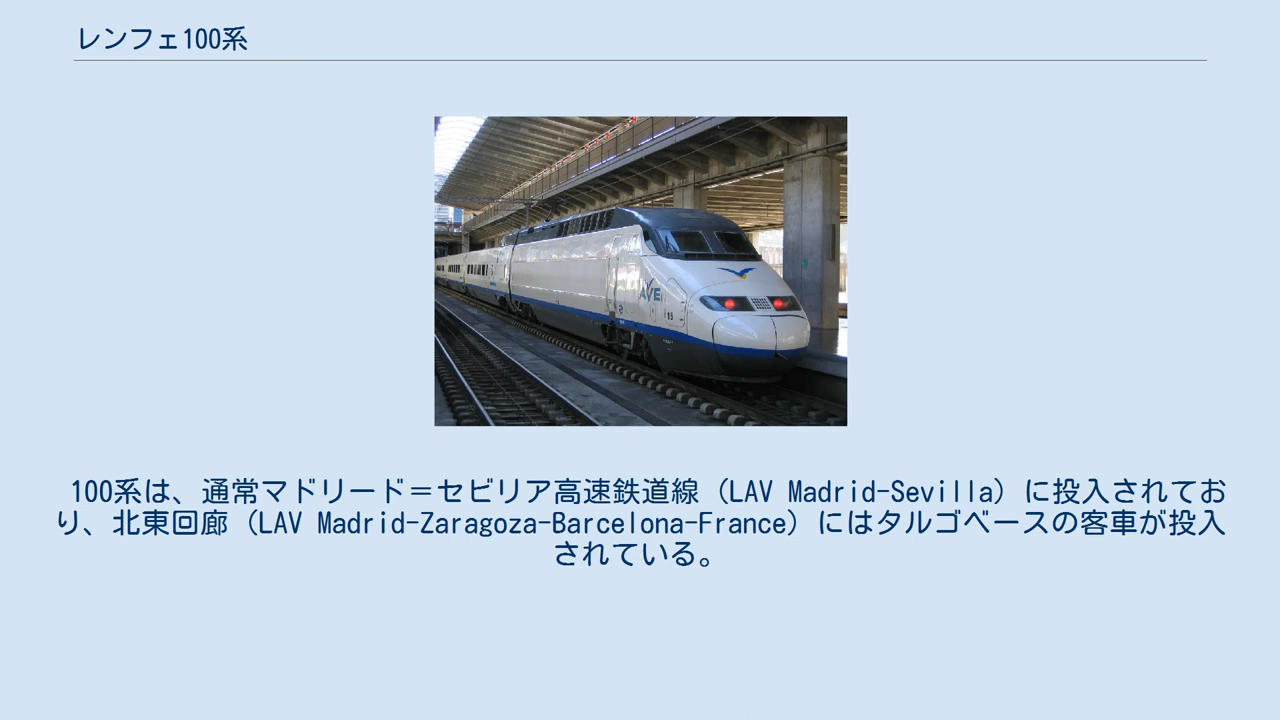 レンフェ100系
AVE
15
100系は、通常マドリード＝セビリア高速鉄道線（LAV Madrid-Sevilla）に投入されてお
り、北東回廊（LAV Madrid-Zaragoza-Barcelona-France）にはタルゴベースの客車が投入
されている。